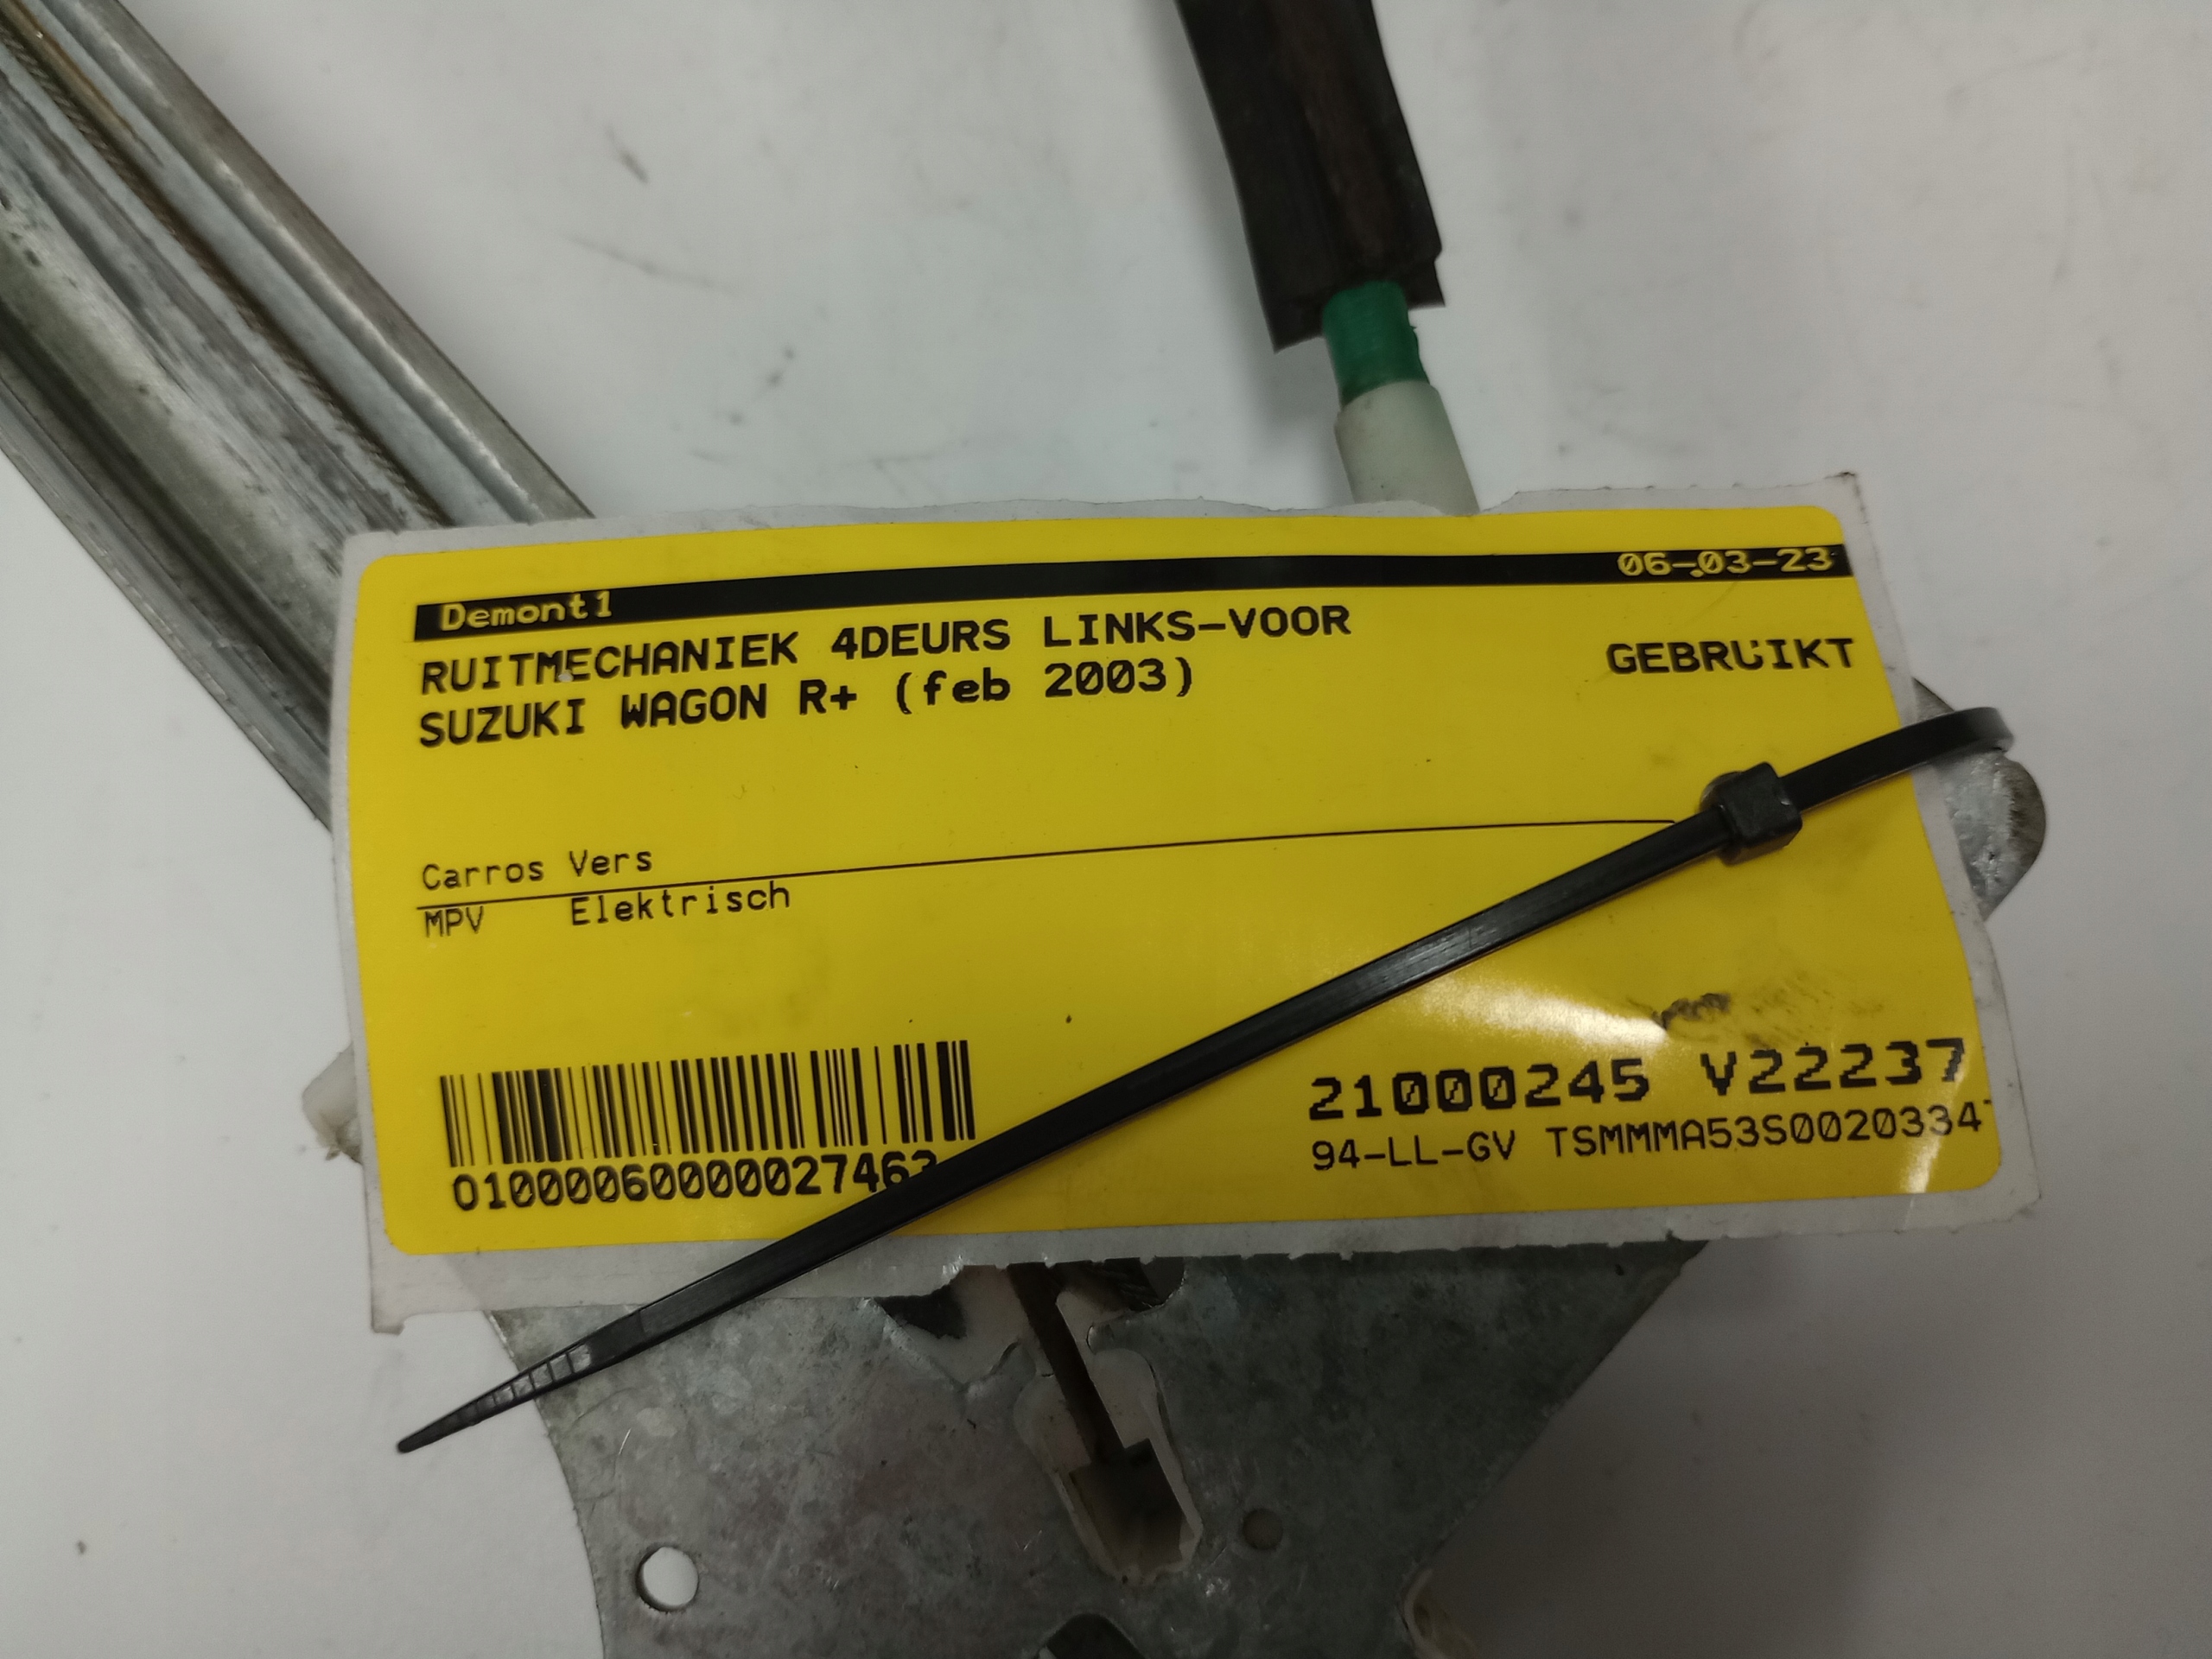 Demont1 06-03-23
RUITMECHANIEK 4DEURS LINKS-VOOR
GEBRUIKT
SUZUKI WAGON R+ (feb 2003)
Carros Vers
MPV Elektrisch
21000245 V22237
94-LL-GV